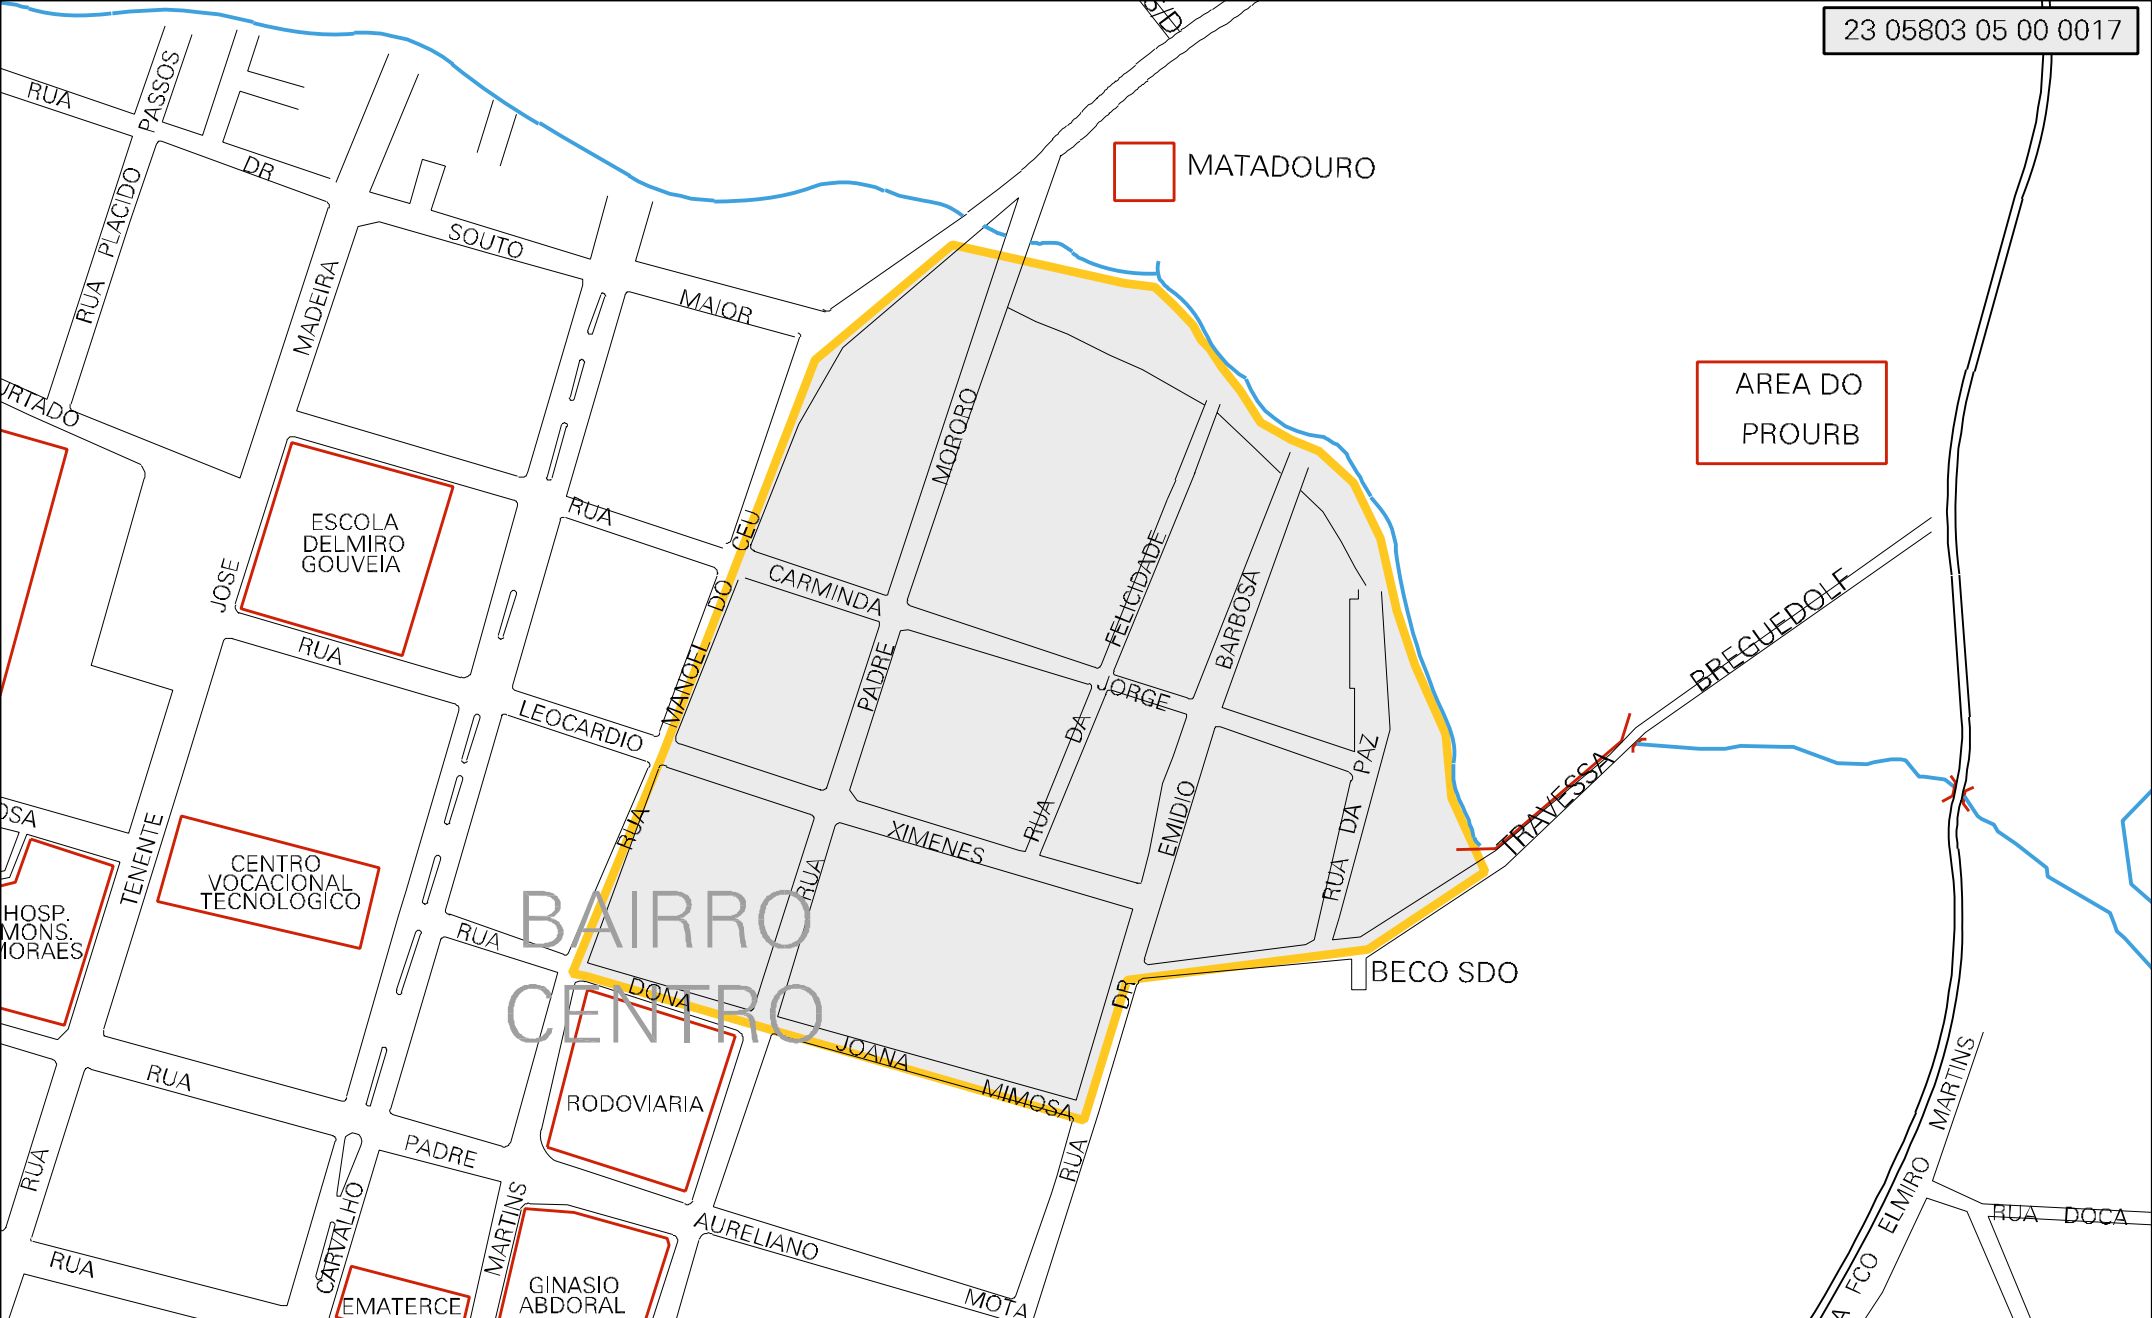 S/D
23 05803 05 00 0017
RUA DR SOUTO MAIOR
RUA PLACIDO PASSOS
MATADOURO
TENENTE JOSE MADEIRA
URTADO
AREA DO
PROURB
ESCOLA
DELMIRO
GOUVEIA
RUA CARMINDA JORGE
RUA MANOEL DO CEU
RUA PADRE MORORO
RUA DA FELICIDADE
RUA DR EMIDIO BARBOSA
RUA DA PAZ
TRAVESSA BREGUEDOLF
RUA LEOCARDIO XIMENES
OSA
CENTRO
VOCACIONAL
TECNOLOGICO
HOSP.
MONS.
MORAES
BAIRRO
CENTRO
RUA DONA JOANA MIMOSA
BECO SDO
RODOVIARIA
RUA PADRE AURELIANO MOTA
RUA
CARVALHO
MARTINS
RUA
EMATERCE
GINASIO
ABDORAL
A FCO ELMIRO MARTINS
RUA DOCA